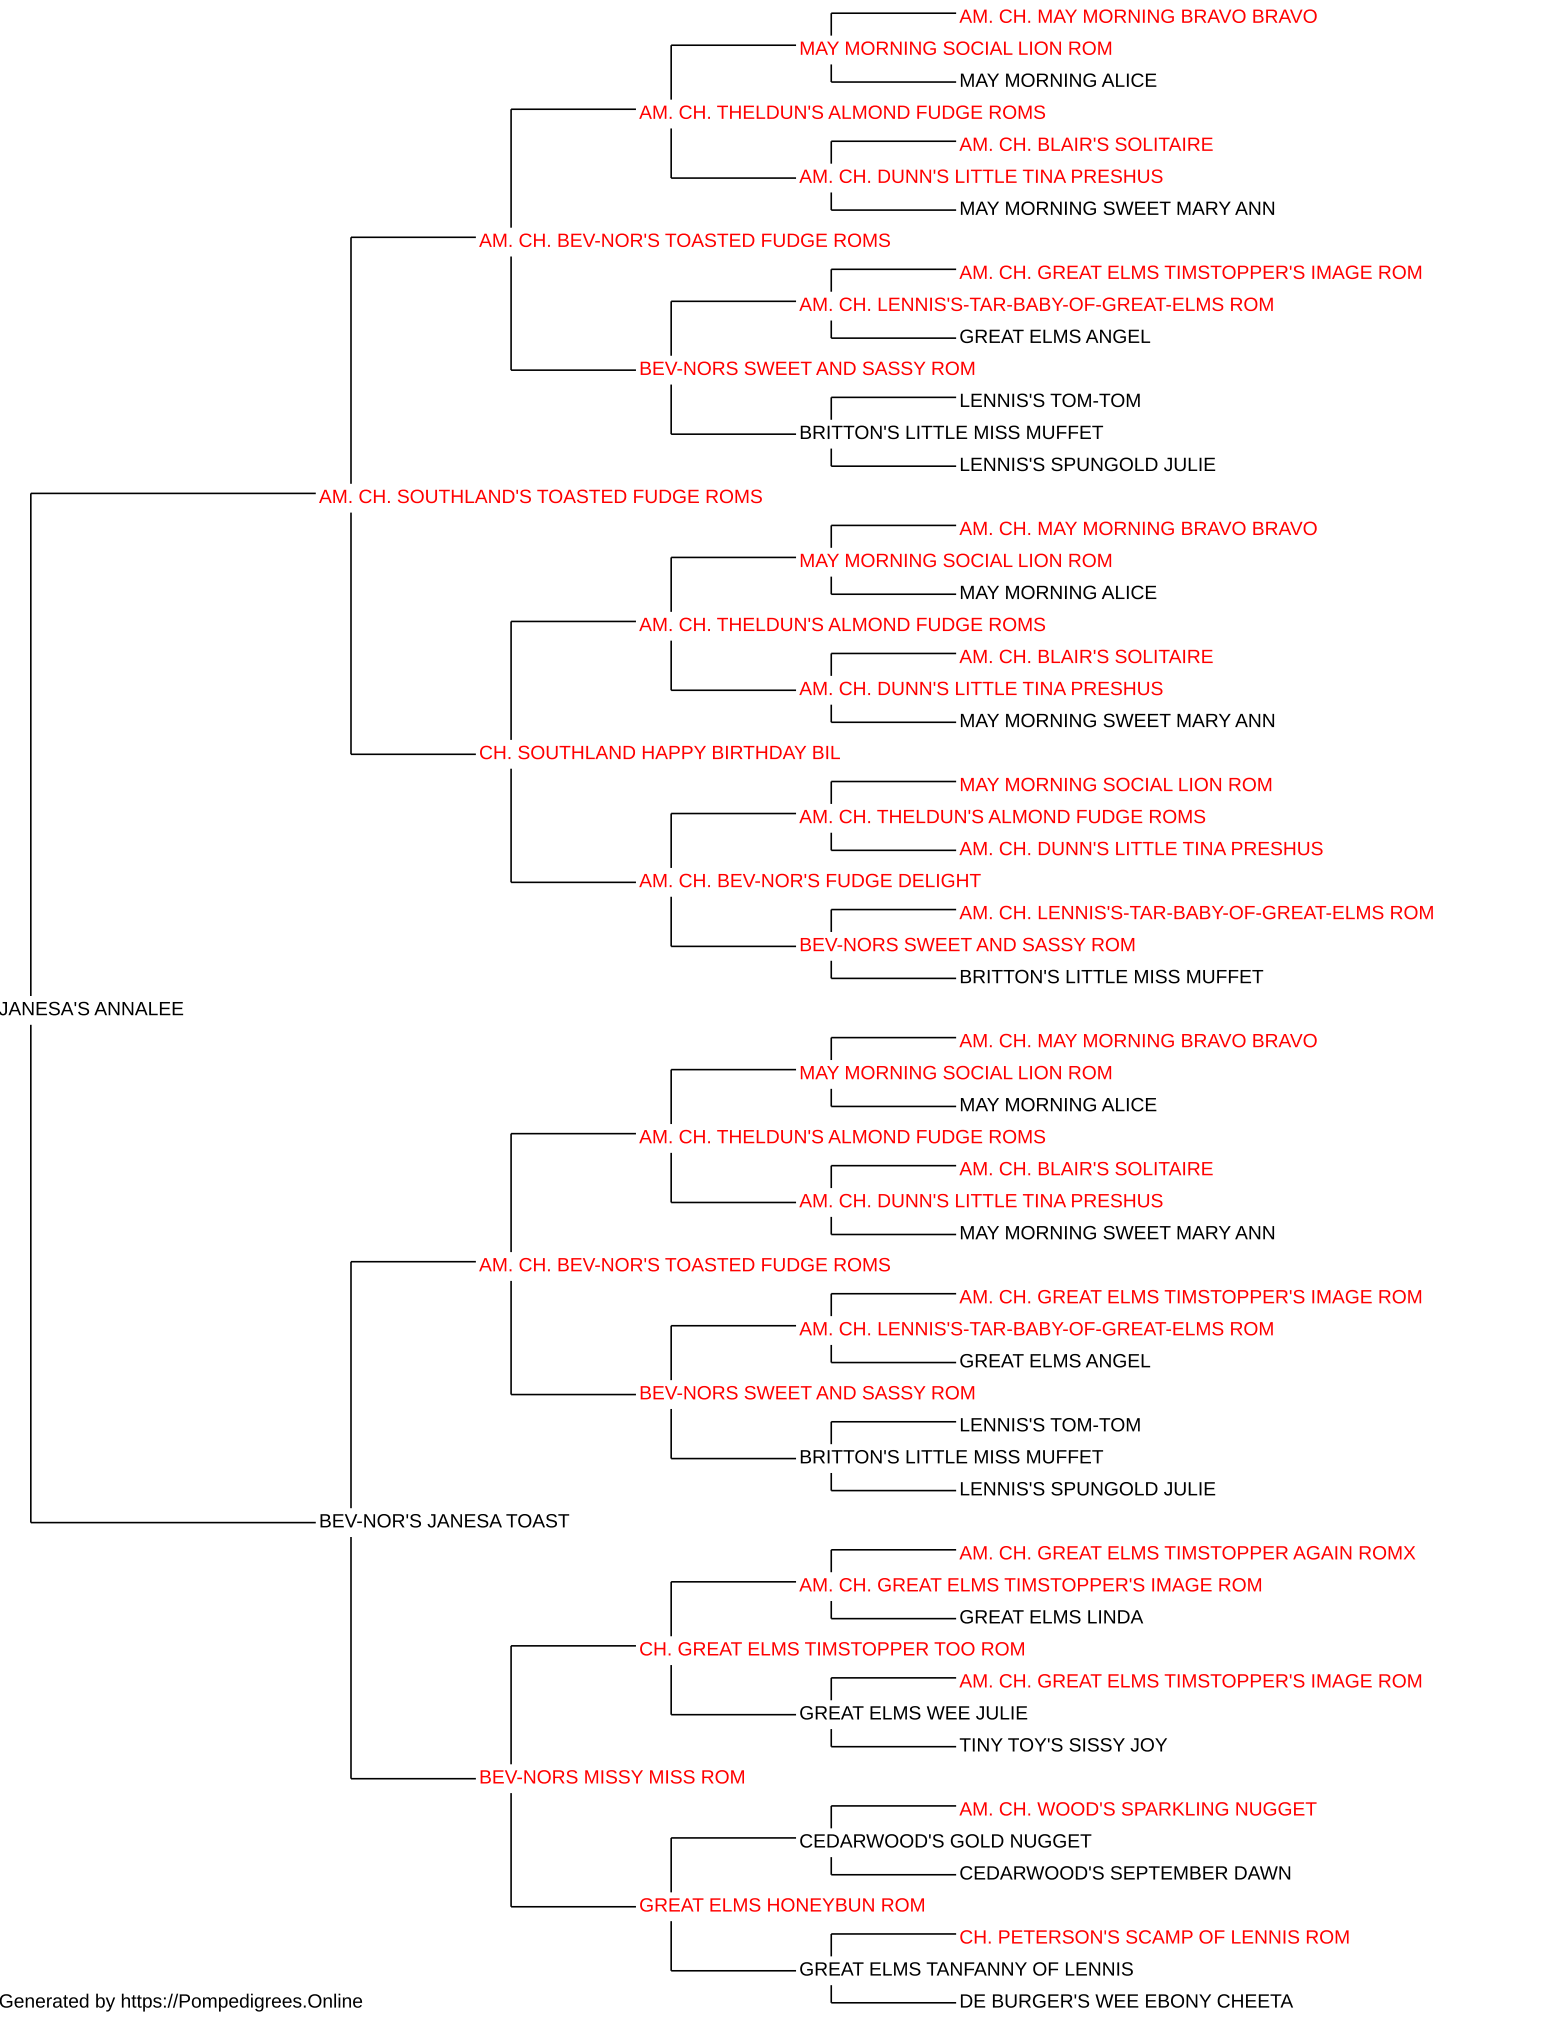 AM. CH. MAY MORNING BRAVO BRAVO
MAY MORNING SOCIAL LION ROM
MAY MORNING ALICE
AM. CH. THELDUN'S ALMOND FUDGE ROMS
AM. CH. BLAIR'S SOLITAIRE
AM. CH. DUNN'S LITTLE TINA PRESHUS
MAY MORNING SWEET MARY ANN
AM. CH. BEV-NOR'S TOASTED FUDGE ROMS
AM. CH. GREAT ELMS TIMSTOPPER'S IMAGE ROM
AM. CH. LENNIS'S-TAR-BABY-OF-GREAT-ELMS ROM
GREAT ELMS ANGEL
BEV-NORS SWEET AND SASSY ROM
LENNIS'S TOM-TOM
BRITTON'S LITTLE MISS MUFFET
LENNIS'S SPUNGOLD JULIE
AM. CH. SOUTHLAND'S TOASTED FUDGE ROMS
AM. CH. MAY MORNING BRAVO BRAVO
MAY MORNING SOCIAL LION ROM
MAY MORNING ALICE
AM. CH. THELDUN'S ALMOND FUDGE ROMS
AM. CH. BLAIR'S SOLITAIRE
AM. CH. DUNN'S LITTLE TINA PRESHUS
MAY MORNING SWEET MARY ANN
CH. SOUTHLAND HAPPY BIRTHDAY BIL
MAY MORNING SOCIAL LION ROM
AM. CH. THELDUN'S ALMOND FUDGE ROMS
AM. CH. DUNN'S LITTLE TINA PRESHUS
AM. CH. BEV-NOR'S FUDGE DELIGHT
AM. CH. LENNIS'S-TAR-BABY-OF-GREAT-ELMS ROM
BEV-NORS SWEET AND SASSY ROM
BRITTON'S LITTLE MISS MUFFET
JANESA'S ANNALEE
AM. CH. MAY MORNING BRAVO BRAVO
MAY MORNING SOCIAL LION ROM
MAY MORNING ALICE
AM. CH. THELDUN'S ALMOND FUDGE ROMS
AM. CH. BLAIR'S SOLITAIRE
AM. CH. DUNN'S LITTLE TINA PRESHUS
MAY MORNING SWEET MARY ANN
AM. CH. BEV-NOR'S TOASTED FUDGE ROMS
AM. CH. GREAT ELMS TIMSTOPPER'S IMAGE ROM
AM. CH. LENNIS'S-TAR-BABY-OF-GREAT-ELMS ROM
GREAT ELMS ANGEL
BEV-NORS SWEET AND SASSY ROM
LENNIS'S TOM-TOM
BRITTON'S LITTLE MISS MUFFET
LENNIS'S SPUNGOLD JULIE
BEV-NOR'S JANESA TOAST
AM. CH. GREAT ELMS TIMSTOPPER AGAIN ROMX
AM. CH. GREAT ELMS TIMSTOPPER'S IMAGE ROM
GREAT ELMS LINDA
CH. GREAT ELMS TIMSTOPPER TOO ROM
AM. CH. GREAT ELMS TIMSTOPPER'S IMAGE ROM
GREAT ELMS WEE JULIE
TINY TOY'S SISSY JOY
BEV-NORS MISSY MISS ROM
AM. CH. WOOD'S SPARKLING NUGGET
CEDARWOOD'S GOLD NUGGET
CEDARWOOD'S SEPTEMBER DAWN
GREAT ELMS HONEYBUN ROM
CH. PETERSON'S SCAMP OF LENNIS ROM
GREAT ELMS TANFANNY OF LENNIS
DE BURGER'S WEE EBONY CHEETA
Generated by https://Pompedigrees.Online